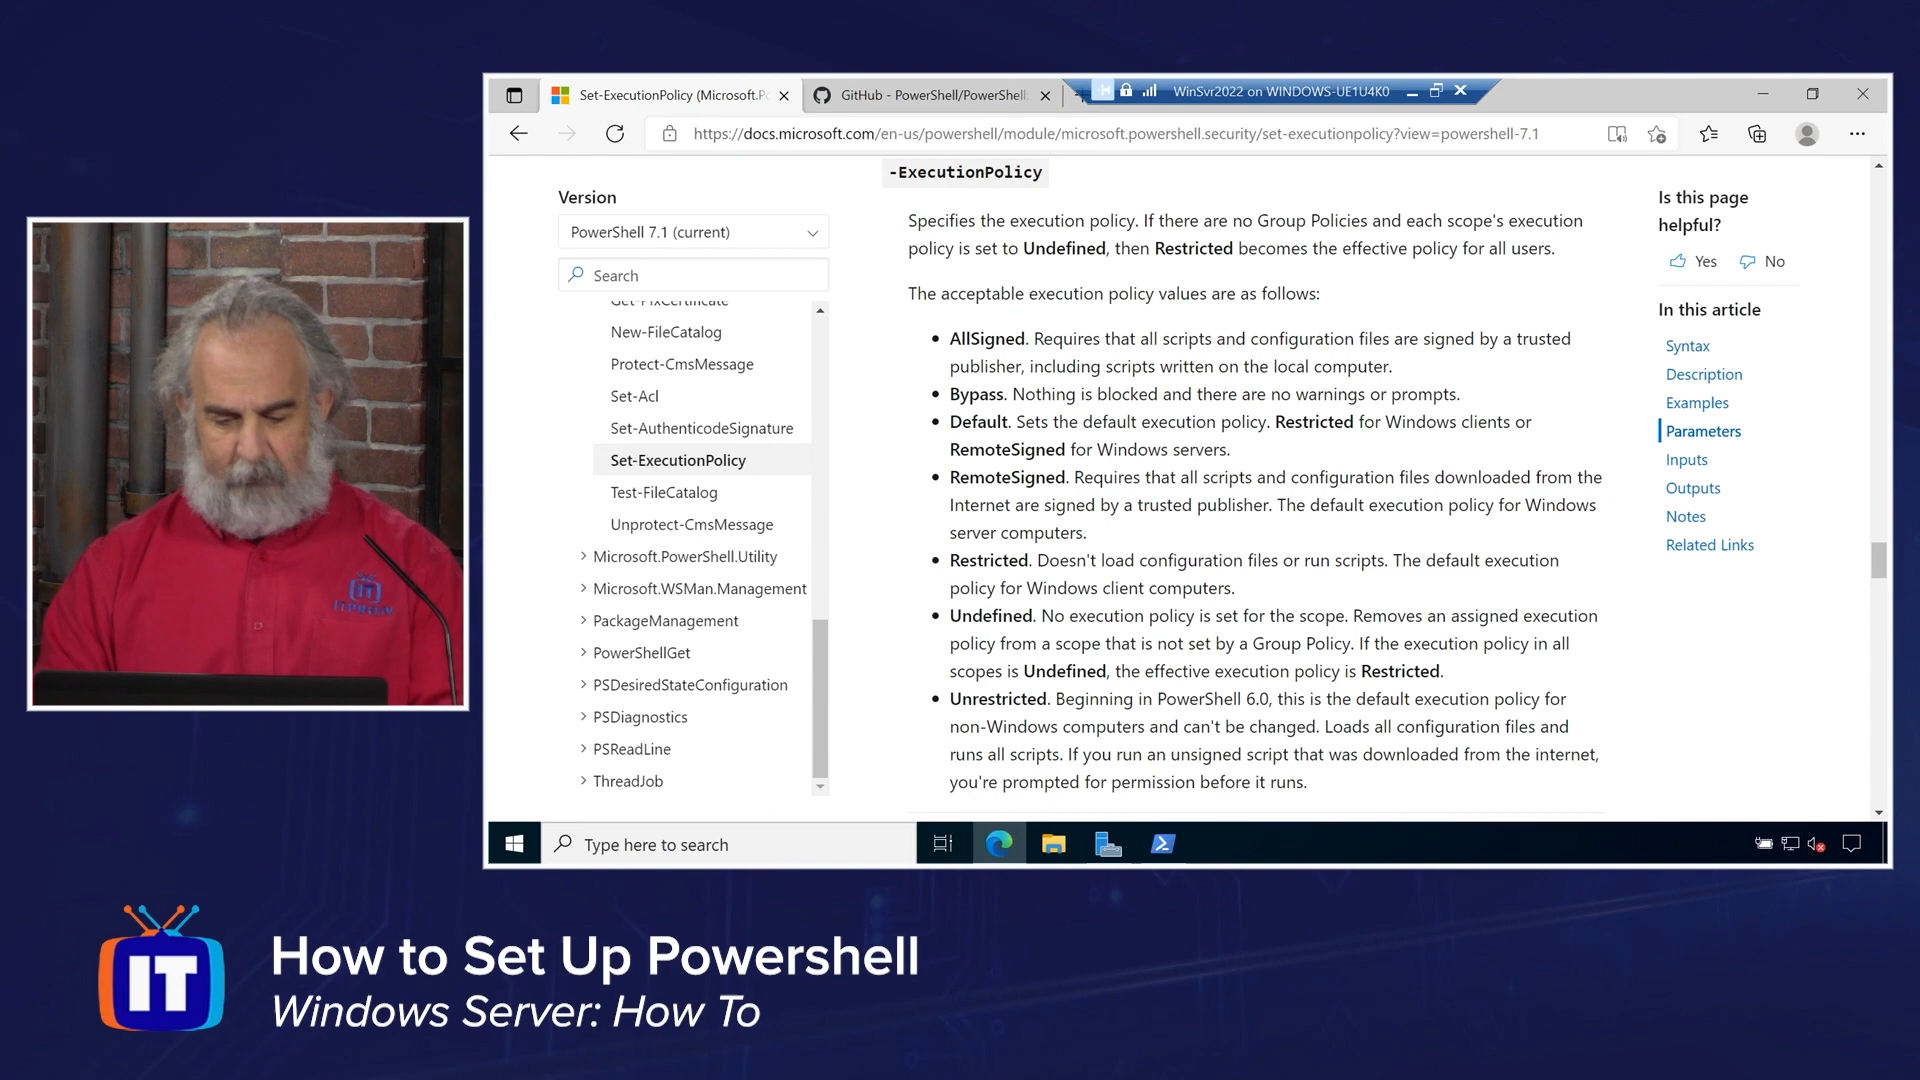 Set-ExecutionPolicy (Microsoft.P
GitHub - PowerShell/PowerShell:
WinSvr2022 on WINDOWS-UE1U4K0
https://docs.microsoft.com/en-us/powershell/module/microsoft.powershell.security/set-executionpolicy?view=powershell-7.1
Version
PowerShell 7.1 (current)
Search
Get-PfxCertificate
New-FileCatalog
Protect-CmsMessage
Set-Acl
Set-AuthenticodeSignature
Set-ExecutionPolicy
Test-FileCatalog
Unprotect-CmsMessage
Microsoft.PowerShell.Utility
Microsoft.WSMan.Management
PackageManagement
PowerShellGet
PSDesiredStateConfiguration
PSDiagnostics
PSReadLine
ThreadJob
-ExecutionPolicy
Specifies the execution policy. If there are no Group Policies and each scope's execution
policy is set to Undefined, then Restricted becomes the effective policy for all users.
The acceptable execution policy values are as follows:
• AllSigned. Requires that all scripts and configuration files are signed by a trusted
publisher, including scripts written on the local computer.
• Bypass. Nothing is blocked and there are no warnings or prompts.
• Default. Sets the default execution policy. Restricted for Windows clients or
RemoteSigned for Windows servers.
• RemoteSigned. Requires that all scripts and configuration files downloaded from the
Internet are signed by a trusted publisher. The default execution policy for Windows
server computers.
• Restricted. Doesn't load configuration files or run scripts. The default execution
policy for Windows client computers.
• Undefined. No execution policy is set for the scope. Removes an assigned execution
policy from a scope that is not set by a Group Policy. If the execution policy in all
scopes is Undefined, the effective execution policy is Restricted.
• Unrestricted. Beginning in PowerShell 6.0, this is the default execution policy for
non-Windows computers and can't be changed. Loads all configuration files and
runs all scripts. If you run an unsigned script that was downloaded from the internet,
you're prompted for permission before it runs.
Is this page
helpful?
Yes No
In this article
Syntax
Description
Examples
Parameters
Inputs
Outputs
Notes
Related Links
Type here to search
IT
ITPROTV
IT
How to Set Up Powershell
Windows Server: How To